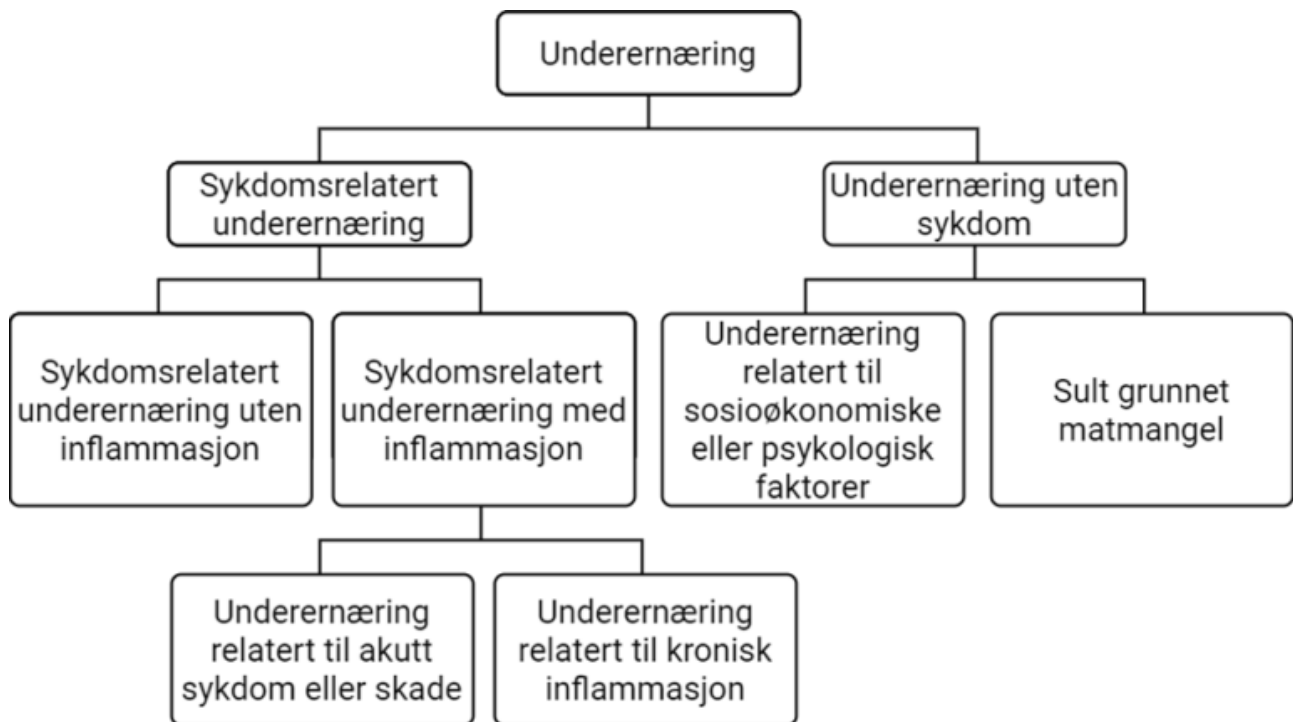 Underernæring
Sykdomsrelatert
underernæring
Underernæring uten
sykdom
Sykdomsrelatert
underernæring uten
inflammasjon
Sykdomsrelatert
underernæring med
inflammasjon
Underernæring
relatert til
sosioøkonomiske
eller psykologisk
faktorer
Sult grunnet
matmangel
Underernæring
relatert til akutt
sykdom eller skade
Underernæring
relatert til kronisk
inflammasjon